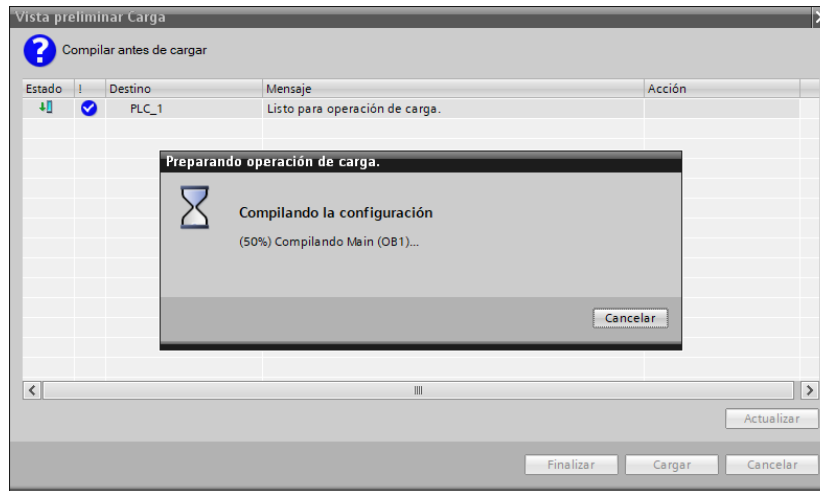 Vista preliminar Carga
Compilar antes de cargar
Estado ! Destino Mensaje Acción
PLC_1 Listo para operación de carga.
Preparando operación de carga.
Compilando la configuración
(50%) Compilando Main (OB1)...
Cancelar
Actualizar
Finalizar Cargar Cancelar